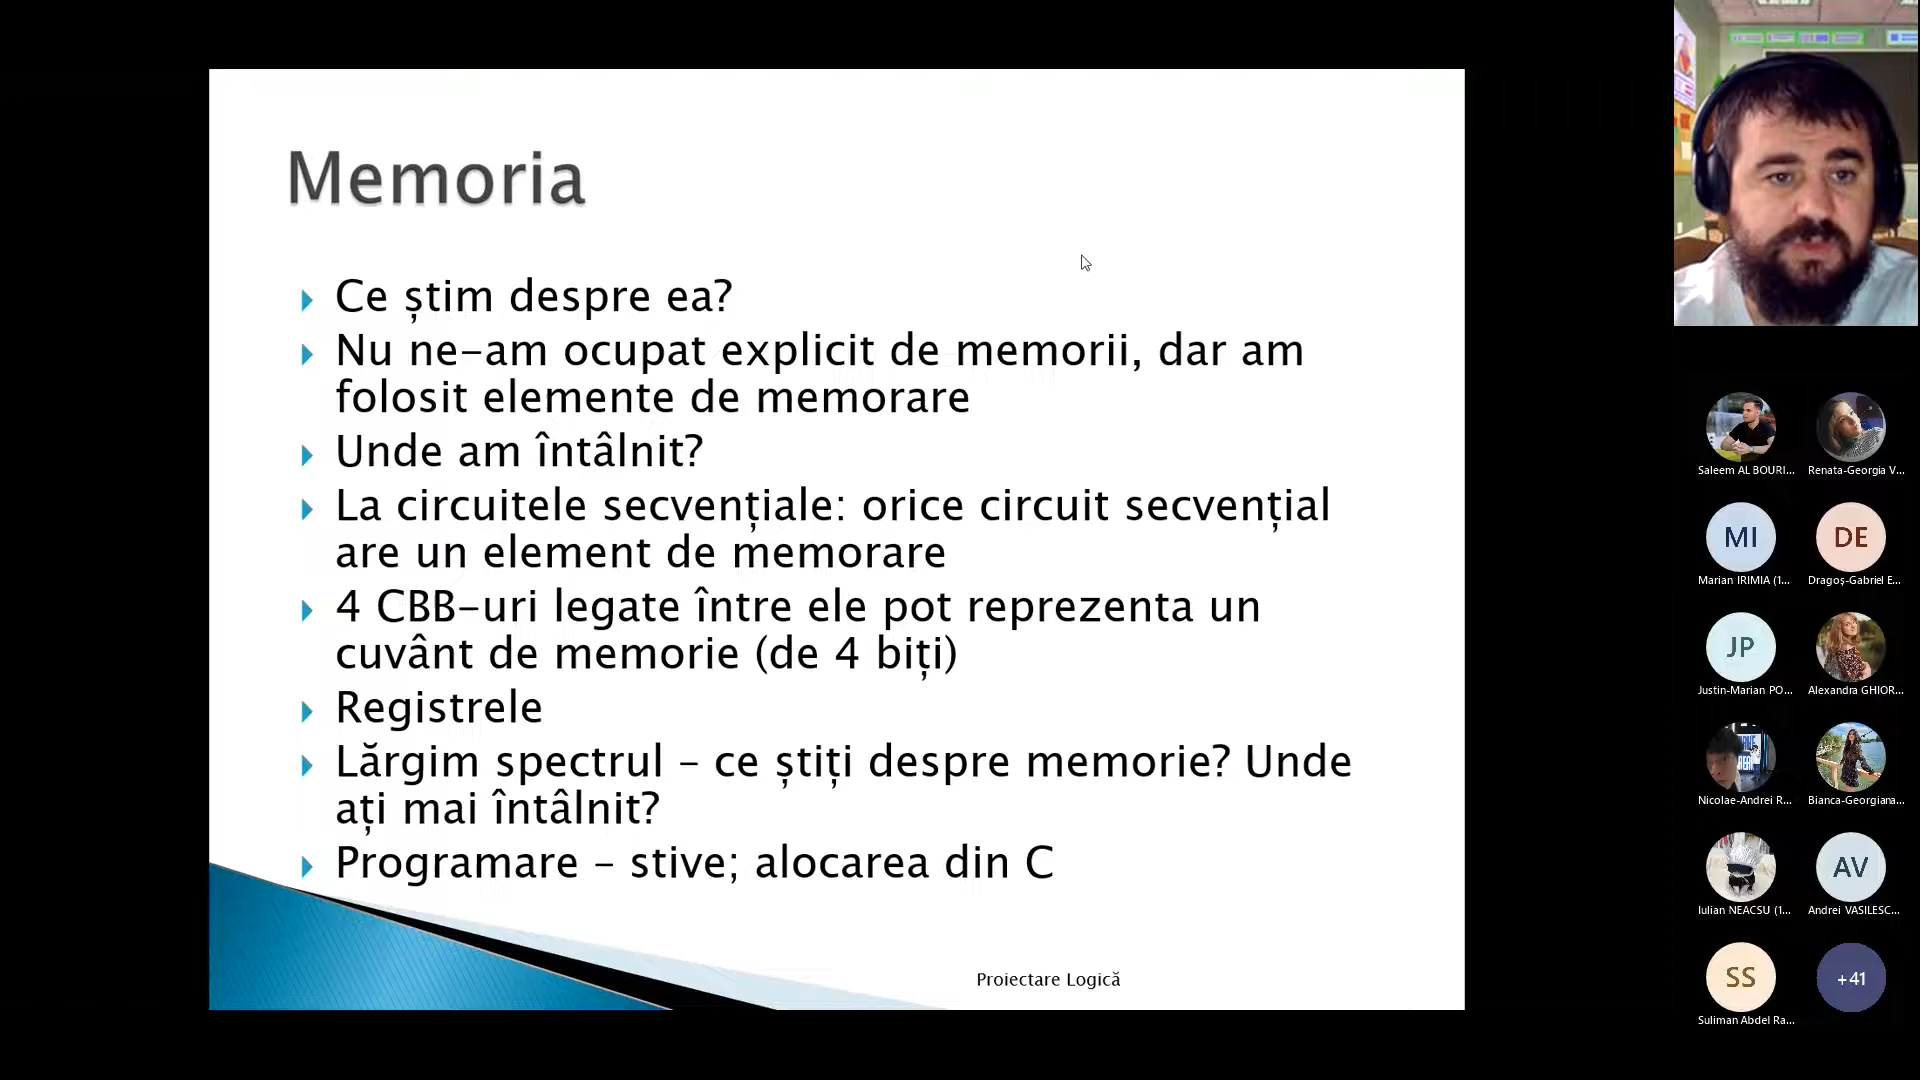 Memoria
Ce știm despre ea?
Nu ne-am ocupat explicit de memorii, dar am
folosit elemente de memorare
Unde am întâlnit?
La circuitele secvențiale: orice circuit secvențial
are un element de memorare
4 CBB-uri legate între ele pot reprezenta un
cuvânt de memorie (de 4 biți)
Registrele
Lărgim spectrul - ce știți despre memorie? Unde
ați mai întâlnit?
Programare - stive; alocarea din C
Proiectare Logică
Saleem AL BOURI...
Renata-Georgia V...
MI
Marian IRIMIA (1...
DE
Dragoș-Gabriel E...
JP
Justin-Marian PO...
Alexandra GHIOR...
Nicolae-Andrei R...
Bianca-Georgiana...
Iulian NEACSU (1...
AV
Andrei VASILESC...
SS
Suliman Abdel Ra...
+41